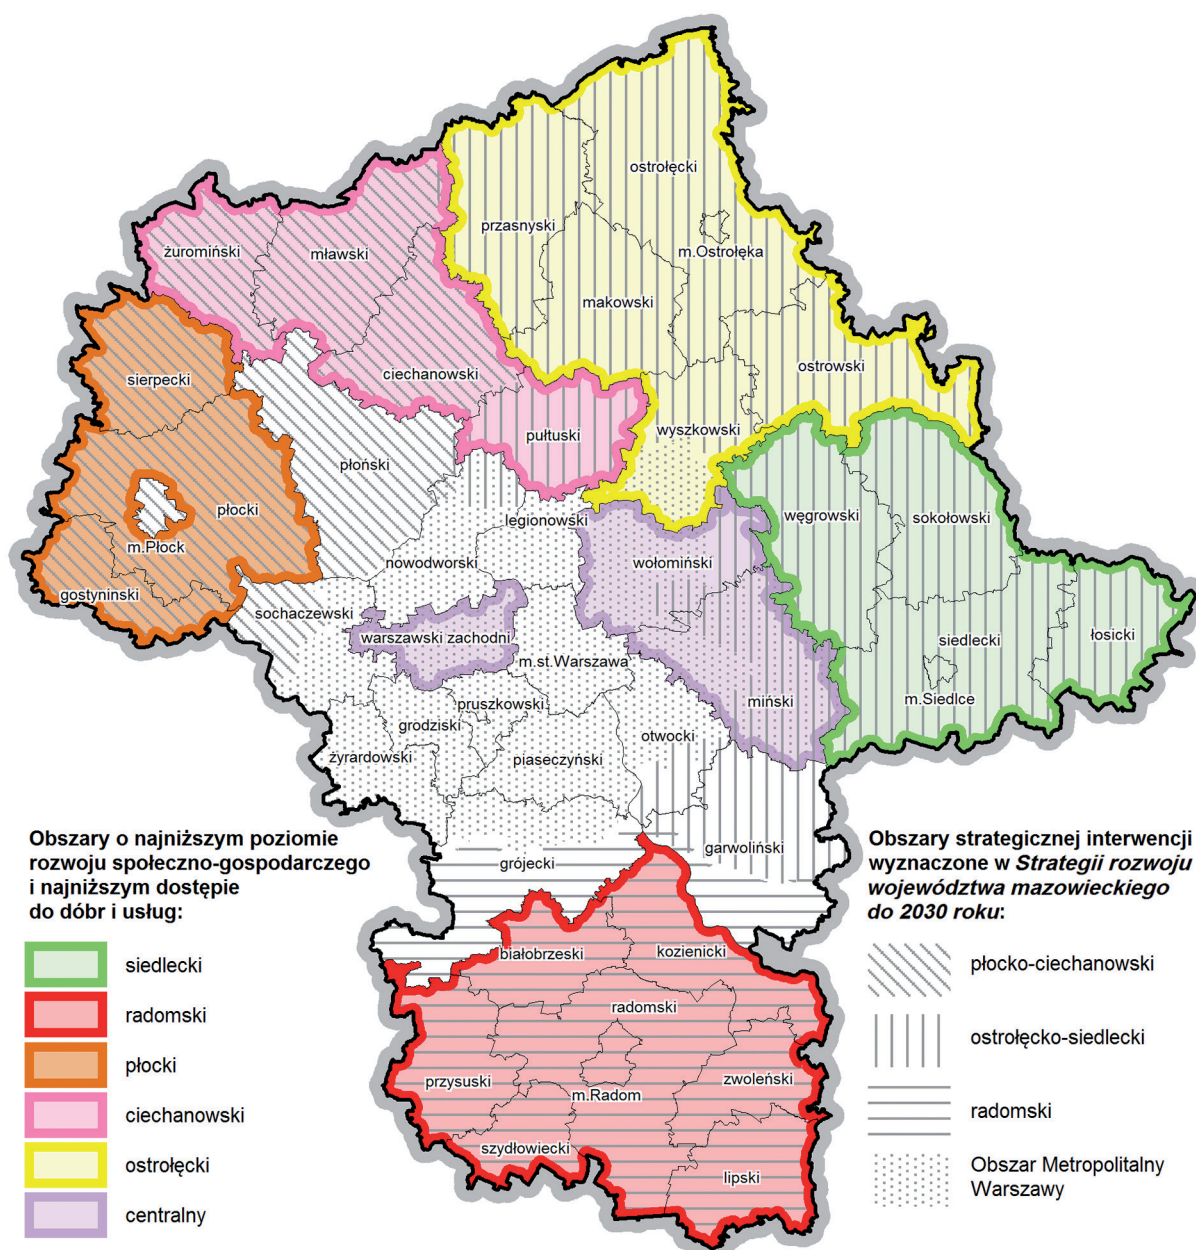 ostrołęcki
przasnyski
m.Ostrołęka
żuromiński
mławski
makowski
ostrowski
sierpecki
ciechanowski
pułtuski
wyszkowski
płoński
płocki
legionowski
węgrowski
sokołowski
m.Płock
nowodworski
wołomiński
gostyninski
sochaczewski
warszawski zachodni
siedlecki
łosicki
m.st.Warszawa
m.Siedlce
miński
pruszkowski
grodziski
otwocki
żyrardowski
piaseczyński
garwoliński
grójecki
białobrzeski
kozienicki
radomski
przysuski
m.Radom
zwoleński
szydłowiecki
lipski
Obszary o najniższym poziomie
rozwoju społeczno-gospodarczego
i najniższym dostępie
do dóbr i usług:
siedlecki
radomski
płocki
ciechanowski
ostrołęcki
centralny
Obszary strategicznej interwencji
wyznaczone w Strategii rozwoju
województwa mazowieckiego
do 2030 roku:
płocko-ciechanowski
ostrołęcko-siedlecki
radomski
Obszar Metropolitalny
Warszawy